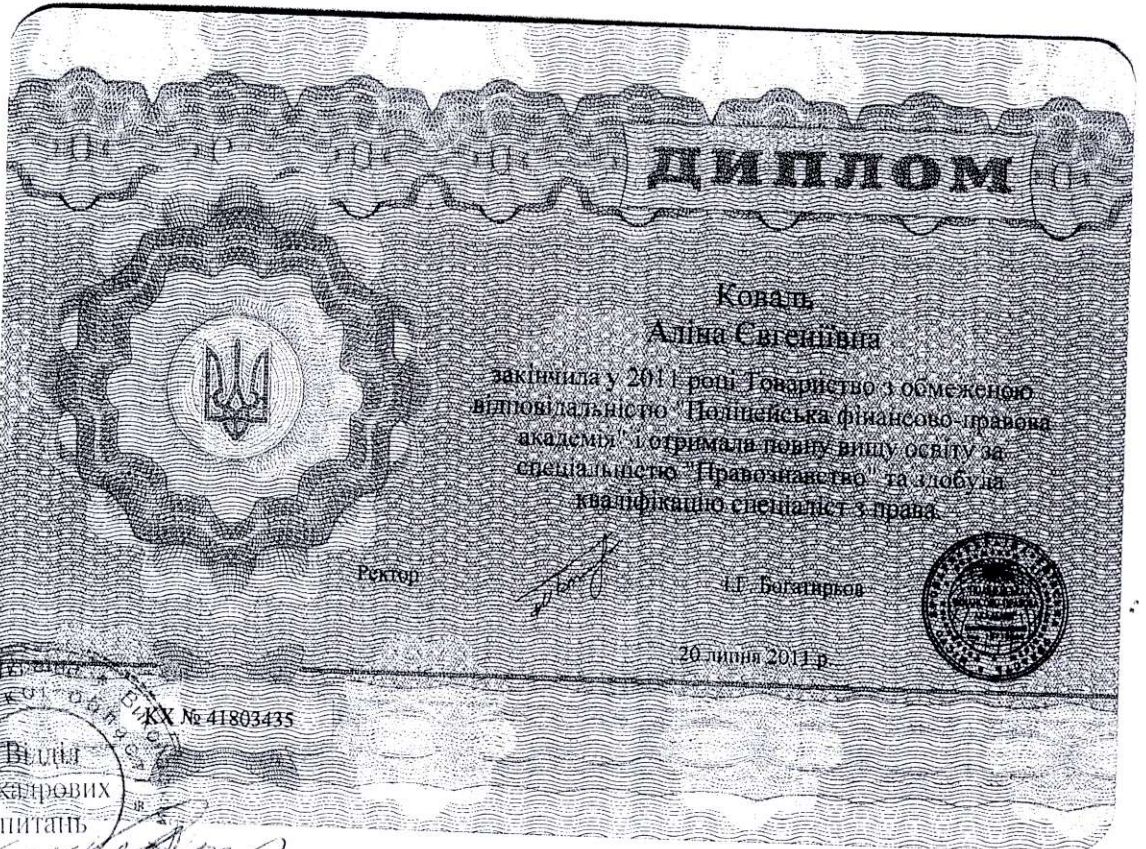 ДИПЛОМ
Коваль
Аліна Євгеніївна
закінчила у 2011 році Товариство з обмеженою
відповідальністю "Поліцейська фінансово-правова
академія" і отримала повну вищу освіту за
спеціальністю "Правознавство" та здобула
кваліфікацію спеціаліст з права.
Ректор
І.Г. Богатирьов
20 липня 2011 р.
КХ № 41803435
Відділ
кадрових
питань